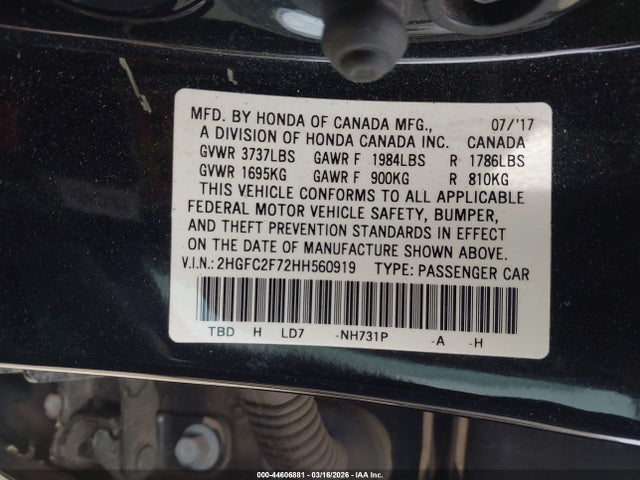 MFD. BY HONDA OF CANADA MFG., 07/'17
A DIVISION OF HONDA CANADA INC. CANADA
GVWR 3737LBS GAWR F 1984LBS R 1786LBS
GVWR 1695KG GAWR F 900KG R 810KG
THIS VEHICLE CONFORMS TO ALL APPLICABLE
FEDERAL MOTOR VEHICLE SAFETY, BUMPER,
AND THEFT PREVENTION STANDARDS IN EFFECT
ON THE DATE OF MANUFACTURE SHOWN ABOVE.
V.I.N.: 2HGFC2F72HH560919 TYPE: PASSENGER CAR
TBD H LD7 -NH731P -A -H
000-44606881 - 03/16/2026 - IAA Inc.